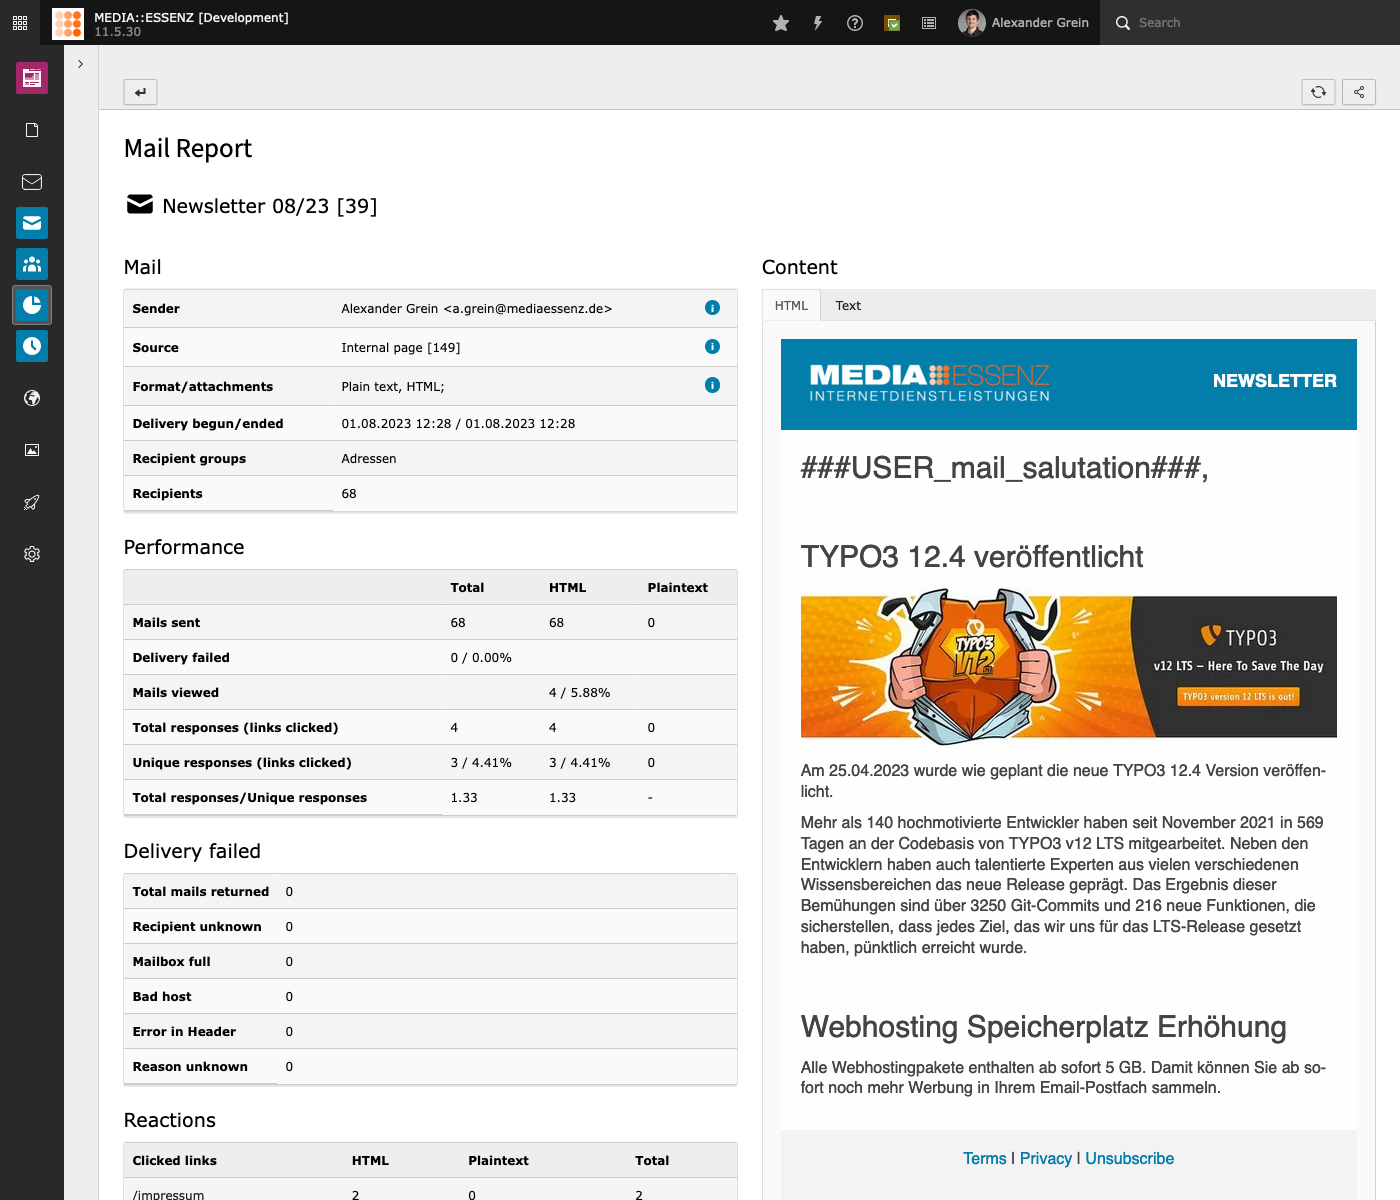 MEDIA::ESSENZ [Development]
11.5.30
Alexander Grein
Search
Mail Report
Newsletter 08/23 [39]
Mail
Sender Alexander Grein <a.grein@mediaessenz.de>
Source Internal page [149]
Format/attachments Plain text, HTML;
Delivery begun/ended 01.08.2023 12:28 / 01.08.2023 12:28
Recipient groups Adressen
Recipients 68
Performance
Total HTML Plaintext
Mails sent 68 68 0
Delivery failed 0 / 0.00%
Mails viewed 4 / 5.88%
Total responses (links clicked) 4 4 0
Unique responses (links clicked) 3 / 4.41% 3 / 4.41% 0
Total responses/Unique responses 1.33 1.33 -
Delivery failed
Total mails returned 0
Recipient unknown 0
Mailbox full 0
Bad host 0
Error in Header 0
Reason unknown 0
Reactions
Clicked links HTML Plaintext Total
/impressum 2 0 2
Content
HTML Text
MEDIA ESSENZ
INTERNETDIENSTLEISTUNGEN
NEWSLETTER
###USER_mail_salutation###,
TYPO3 12.4 veröffentlicht
TYPO3
V12
TYPO3
v12 LTS – Here To Save The Day
TYPO3 version 12 LTS is out!
Am 25.04.2023 wurde wie geplant die neue TYPO3 12.4 Version veröffen-
licht.
Mehr als 140 hochmotivierte Entwickler haben seit November 2021 in 569
Tagen an der Codebasis von TYPO3 v12 LTS mitgearbeitet. Neben den
Entwicklern haben auch talentierte Experten aus vielen verschiedenen
Wissensbereichen das neue Release geprägt. Das Ergebnis dieser
Bemühungen sind über 3250 Git-Commits und 216 neue Funktionen, die
sicherstellen, dass jedes Ziel, das wir uns für das LTS-Release gesetzt
haben, pünktlich erreicht wurde.
Webhosting Speicherplatz Erhöhung
Alle Webhostingpakete enthalten ab sofort 5 GB. Damit können Sie ab so-
fort noch mehr Werbung in Ihrem Email-Postfach sammeln.
Terms | Privacy | Unsubscribe